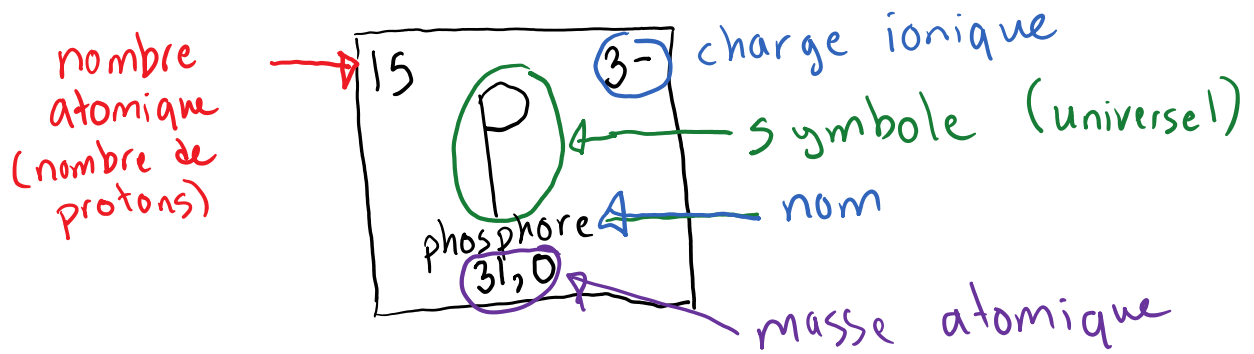 nombre
atomique
(nombre de
protons)
15
3-
charge ionique
P
symbole (universel)
phosphore
nom
31,0
masse atomique